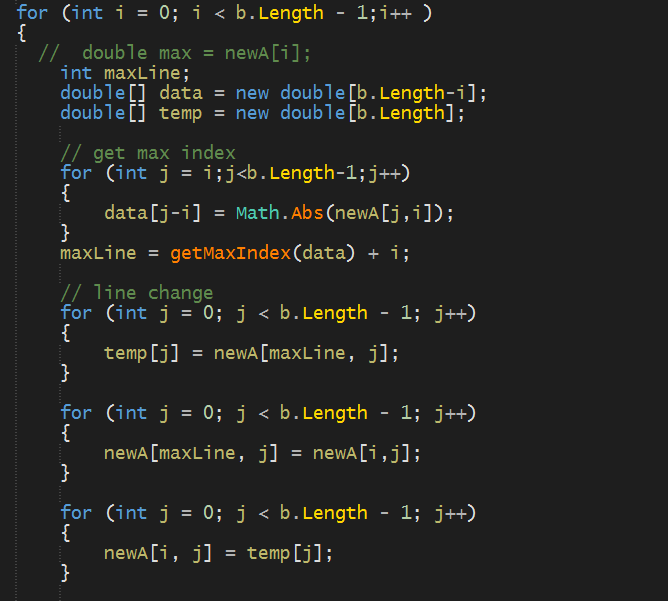 for (int i = 0; i < b.Length - 1;i++ )
{
//  double max = newA[i];
int maxLine;
double[] data = new double[b.Length-i];
double[] temp = new double[b.Length];
// get max index
for (int j = i;j<b.Length-1;j++)
{
data[j-i] = Math.Abs(newA[j,i]);
}
maxLine = getMaxIndex(data) + i;
// line change
for (int j = 0; j < b.Length - 1; j++)
{
temp[j] = newA[maxLine, j];
}
for (int j = 0; j < b.Length - 1; j++)
{
newA[maxLine, j] = newA[i,j];
}
for (int j = 0; j < b.Length - 1; j++)
{
newA[i, j] = temp[j];
}